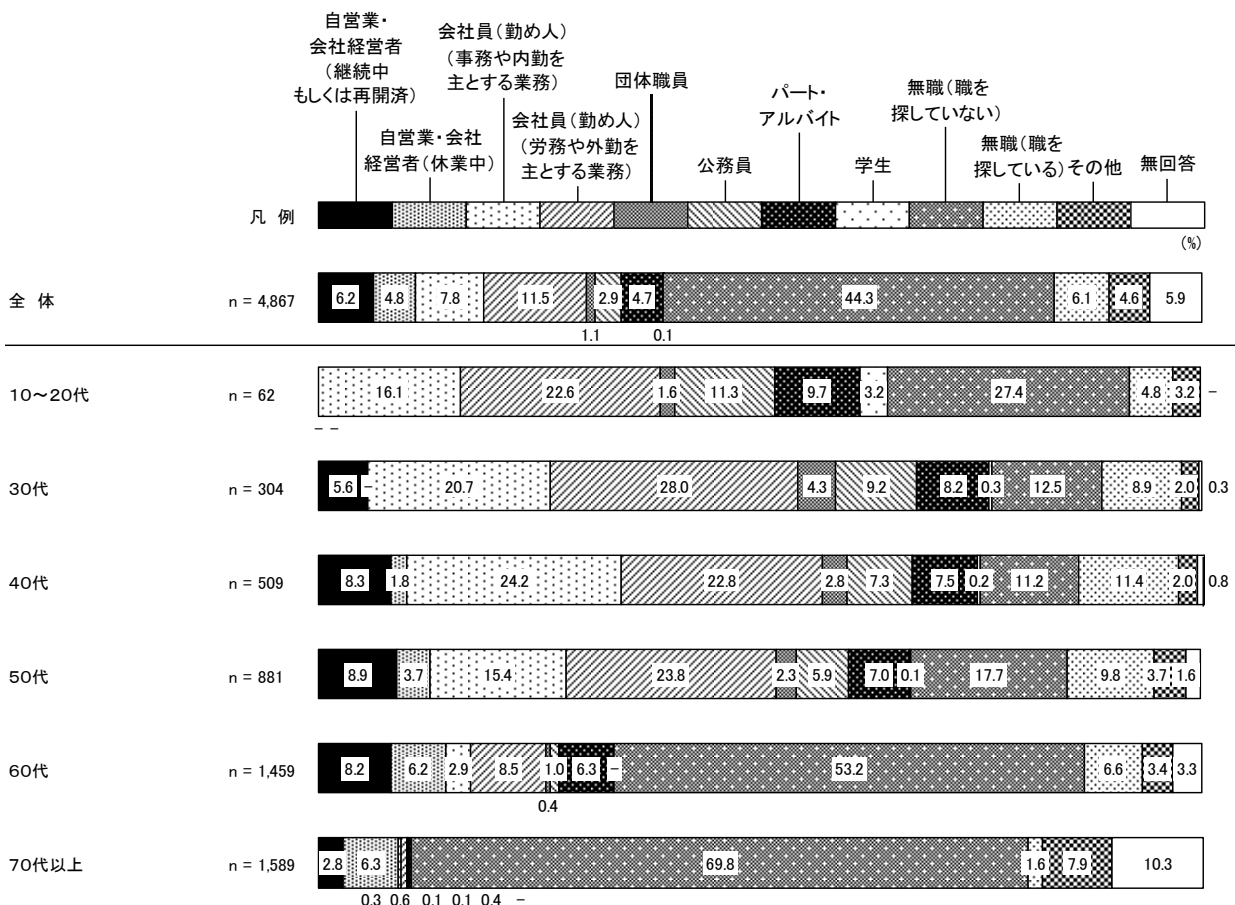 自営業・
会社経営者
（継続中
もしくは再開済）
自営業・会社
経営者（休業中）
会社員（勤め人）
（事務や内勤を
主とする業務）
会社員（勤め人）
（労務や外勤を
主とする業務）
団体職員
公務員
パート・
アルバイト
学生
無職（職を
探していない）
無職（職を
探している）
その他
無回答
凡 例
(%)
全 体 n = 4,867 6.2 4.8 7.8 11.5 2.9 4.7 44.3 6.1 4.6 5.9
1.1 0.1
10～20代 n = 62 16.1 22.6 1.6 11.3 9.7 3.2 27.4 4.8 3.2 －
－ －
30代 n = 304 5.6 － 20.7 28.0 4.3 9.2 8.2 0.3 12.5 8.9 2.0 0.3
40代 n = 509 8.3 1.8 24.2 22.8 2.8 7.3 7.5 0.2 11.2 11.4 2.0 0.8
50代 n = 881 8.9 3.7 15.4 23.8 2.3 5.9 7.0 0.1 17.7 9.8 3.7 1.6
60代 n = 1,459 8.2 6.2 2.9 8.5 1.0 6.3 － 53.2 6.6 3.4 3.3
0.4
70代以上 n = 1,589 2.8 6.3 69.8 1.6 7.9 10.3
0.3 0.6 0.1 0.1 0.4 －